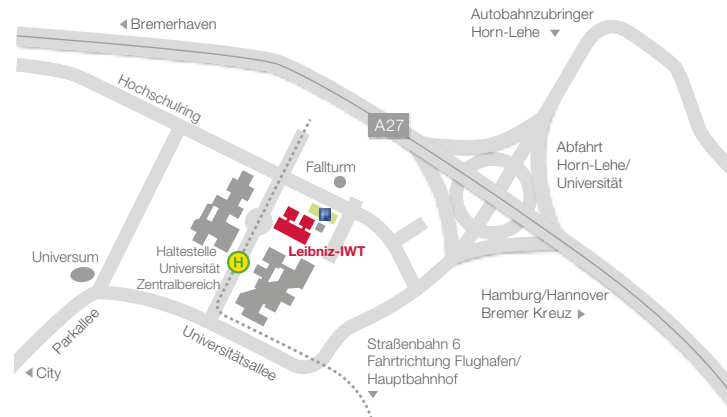 Bremerhaven
Autobahnzubringer
Horn-Lehe
Hochschulring
A27
Abfahrt
Horn-Lehe/
Universität
Fallturm
Universum
Haltestelle
Universität
Zentralbereich
H
Leibniz-IWT
Hamburg/Hannover
Bremer Kreuz
Parkallee
Universitätsallee
Straßenbahn 6
Fahrtrichtung Flughafen/
Hauptbahnhof
City